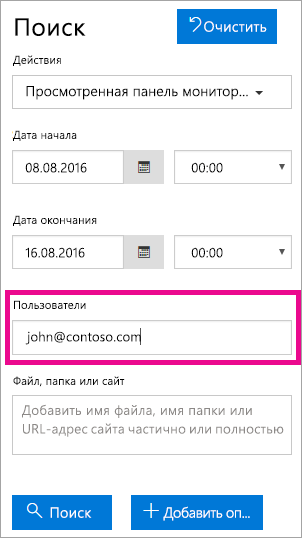 Поиск
Очистить
Действия
Просмотренная панель монитор...
Дата начала
08.08.2016
00:00
Дата окончания
16.08.2016
00:00
Пользователи
john@contoso.com
Файл, папка или сайт
Добавить имя файла, имя папки или
URL-адрес сайта частично или полностью
Поиск
Добавить оп...